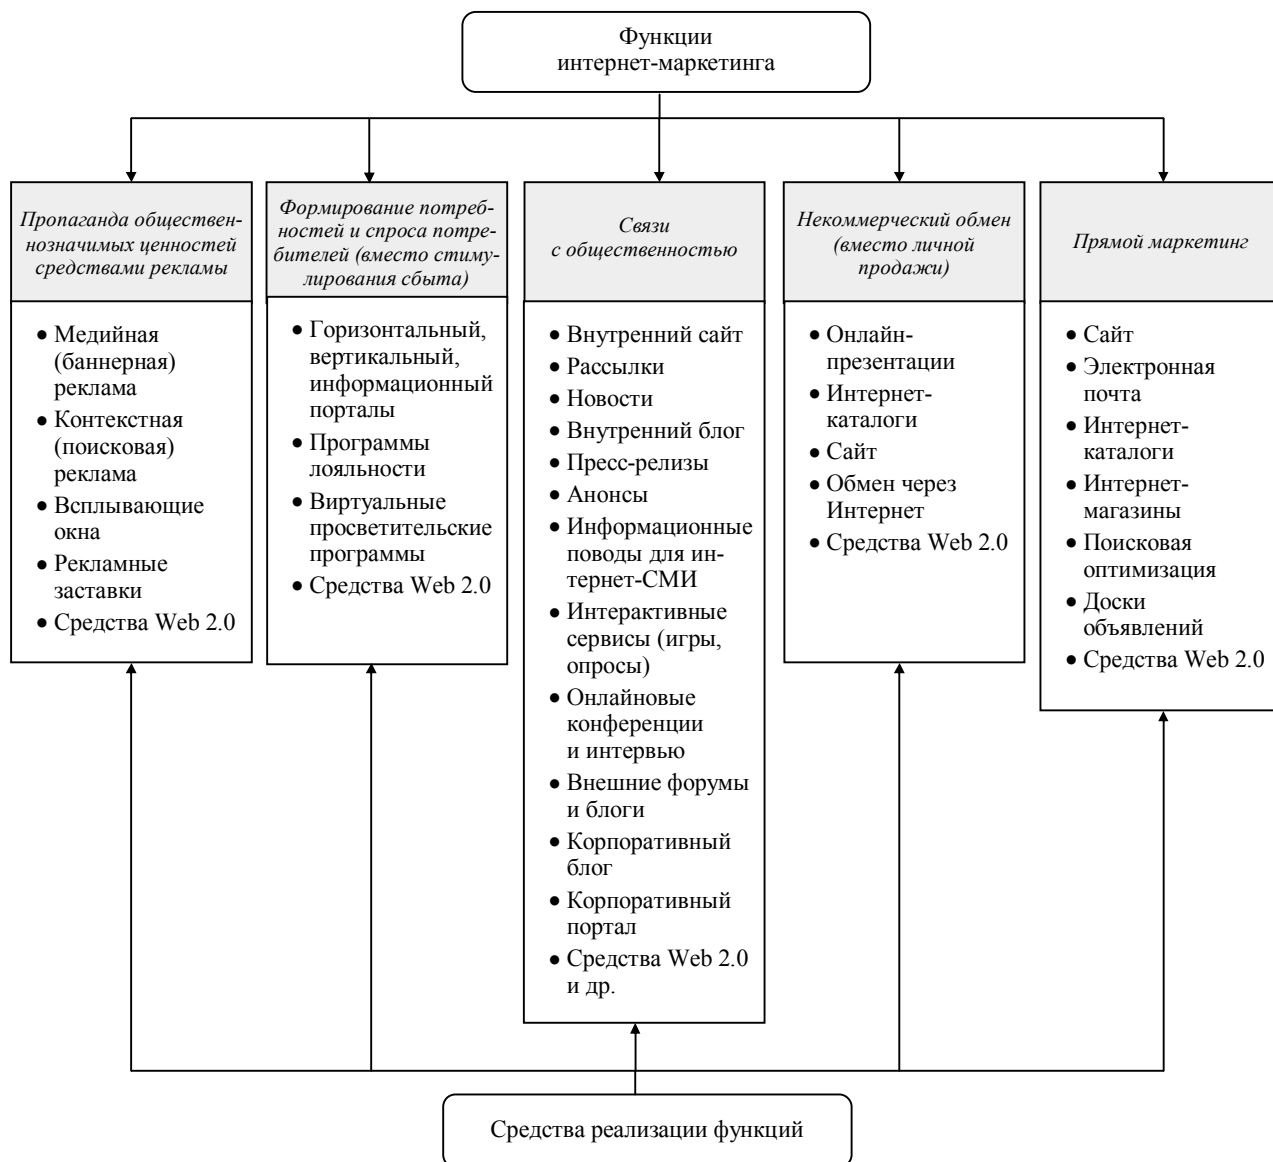 Функции
интернет-маркетинга
Пропаганда обществен-
нозначимых ценностей
средствами рекламы
Формирование потреб-
ностей и спроса потре-
бителей (вместо стиму-
лирования сбыта)
Связи
с общественностью
Некоммерческий обмен
(вместо личной
продажи)
Прямой маркетинг
• Медийная
(баннерная)
реклама
• Контекстная
(поисковая)
реклама
• Всплывающие
окна
• Рекламные
заставки
• Средства Web 2.0
• Горизонтальный,
вертикальный,
информационный
порталы
• Программы
лояльности
• Виртуальные
просветительские
программы
• Средства Web 2.0
• Внутренний сайт
• Рассылки
• Новости
• Внутренний блог
• Пресс-релизы
• Анонсы
• Информационные
поводы для ин-
тернет-СМИ
• Интерактивные
сервисы (игры,
опросы)
• Онлайновые
конференции
и интервью
• Внешние форумы
и блоги
• Корпоративный
блог
• Корпоративный
портал
• Средства Web 2.0
и др.
• Онлайн-
презентации
• Интернет-
каталоги
• Сайт
• Обмен через
Интернет
• Средства Web 2.0
• Сайт
• Электронная
почта
• Интернет-
каталоги
• Интернет-
магазины
• Поисковая
оптимизация
• Доски
объявлений
• Средства Web 2.0
Средства реализации функций